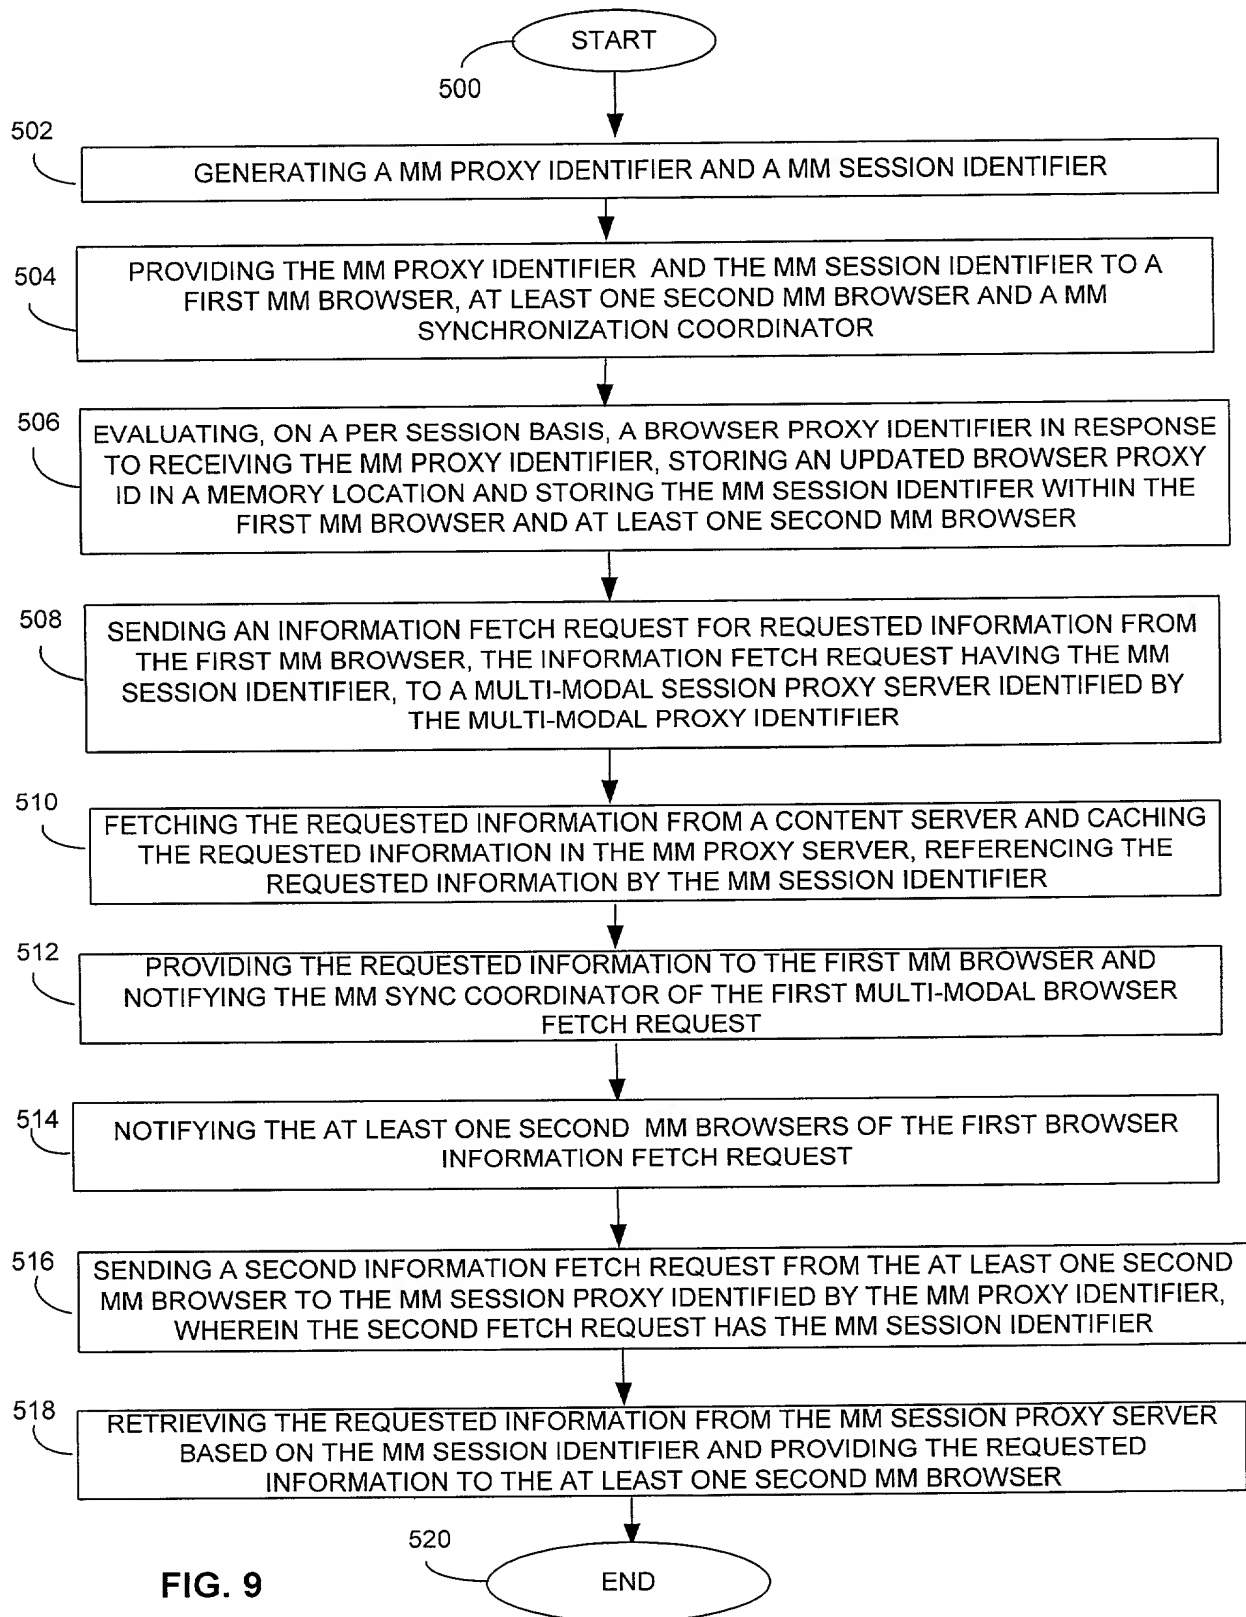 START
500
502
GENERATING A MM PROXY IDENTIFIER AND A MM SESSION IDENTIFIER
504
PROVIDING THE MM PROXY IDENTIFIER AND THE MM SESSION IDENTIFIER TO A
FIRST MM BROWSER, AT LEAST ONE SECOND MM BROWSER AND A MM
SYNCHRONIZATION COORDINATOR
506
EVALUATING, ON A PER SESSION BASIS, A BROWSER PROXY IDENTIFIER IN RESPONSE
TO RECEIVING THE MM PROXY IDENTIFIER, STORING AN UPDATED BROWSER PROXY
ID IN A MEMORY LOCATION AND STORING THE MM SESSION IDENTIFER WITHIN THE
FIRST MM BROWSER AND AT LEAST ONE SECOND MM BROWSER
508
SENDING AN INFORMATION FETCH REQUEST FOR REQUESTED INFORMATION FROM
THE FIRST MM BROWSER, THE INFORMATION FETCH REQUEST HAVING THE MM
SESSION IDENTIFIER, TO A MULTI-MODAL SESSION PROXY SERVER IDENTIFIED BY
THE MULTI-MODAL PROXY IDENTIFIER
510
FETCHING THE REQUESTED INFORMATION FROM A CONTENT SERVER AND CACHING
THE REQUESTED INFORMATION IN THE MM PROXY SERVER, REFERENCING THE
REQUESTED INFORMATION BY THE MM SESSION IDENTIFIER
512
PROVIDING THE REQUESTED INFORMATION TO THE FIRST MM BROWSER AND
NOTIFYING THE MM SYNC COORDINATOR OF THE FIRST MULTI-MODAL BROWSER
FETCH REQUEST
514
NOTIFYING THE AT LEAST ONE SECOND MM BROWSERS OF THE FIRST BROWSER
INFORMATION FETCH REQUEST
516
SENDING A SECOND INFORMATION FETCH REQUEST FROM THE AT LEAST ONE SECOND
MM BROWSER TO THE MM SESSION PROXY IDENTIFIED BY THE MM PROXY IDENTIFIER,
WHEREIN THE SECOND FETCH REQUEST HAS THE MM SESSION IDENTIFIER
518
RETRIEVING THE REQUESTED INFORMATION FROM THE MM SESSION PROXY SERVER
BASED ON THE MM SESSION IDENTIFIER AND PROVIDING THE REQUESTED
INFORMATION TO THE AT LEAST ONE SECOND MM BROWSER
520
END
FIG. 9